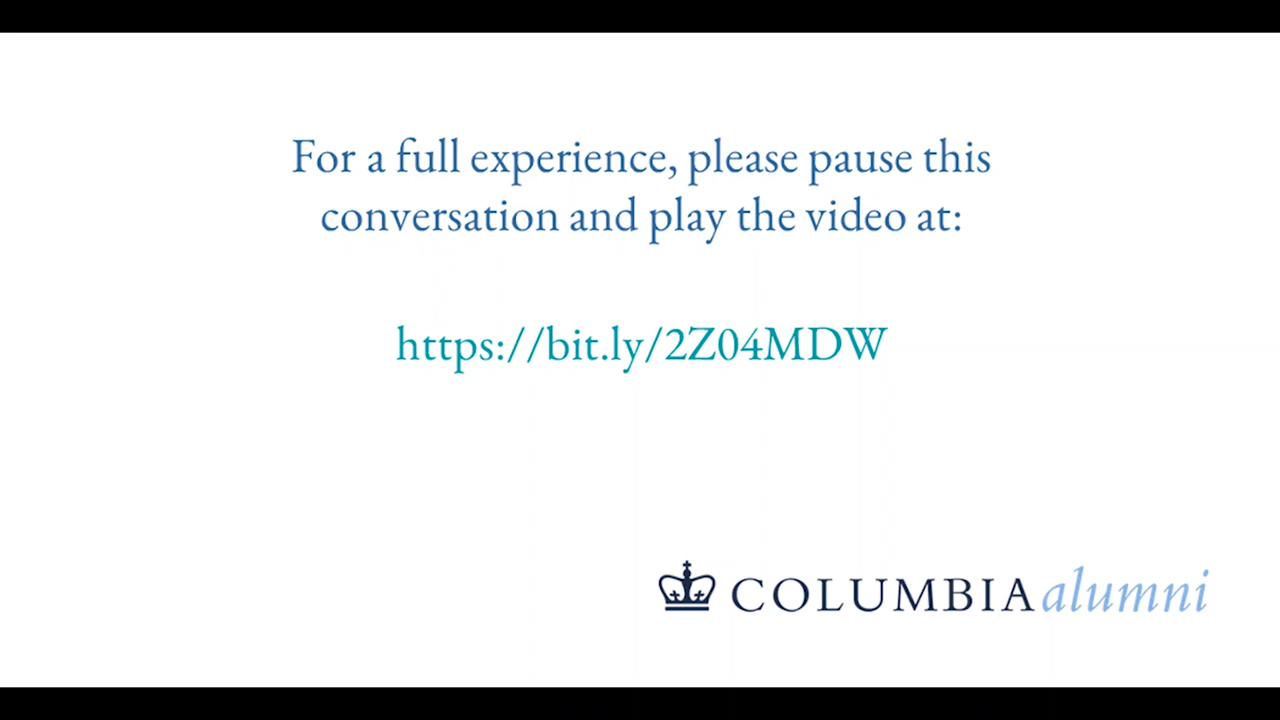 For a full experience, please pause this
conversation and play the video at:
https://bit.ly/2Z04MDW
COLUMBIA alumni